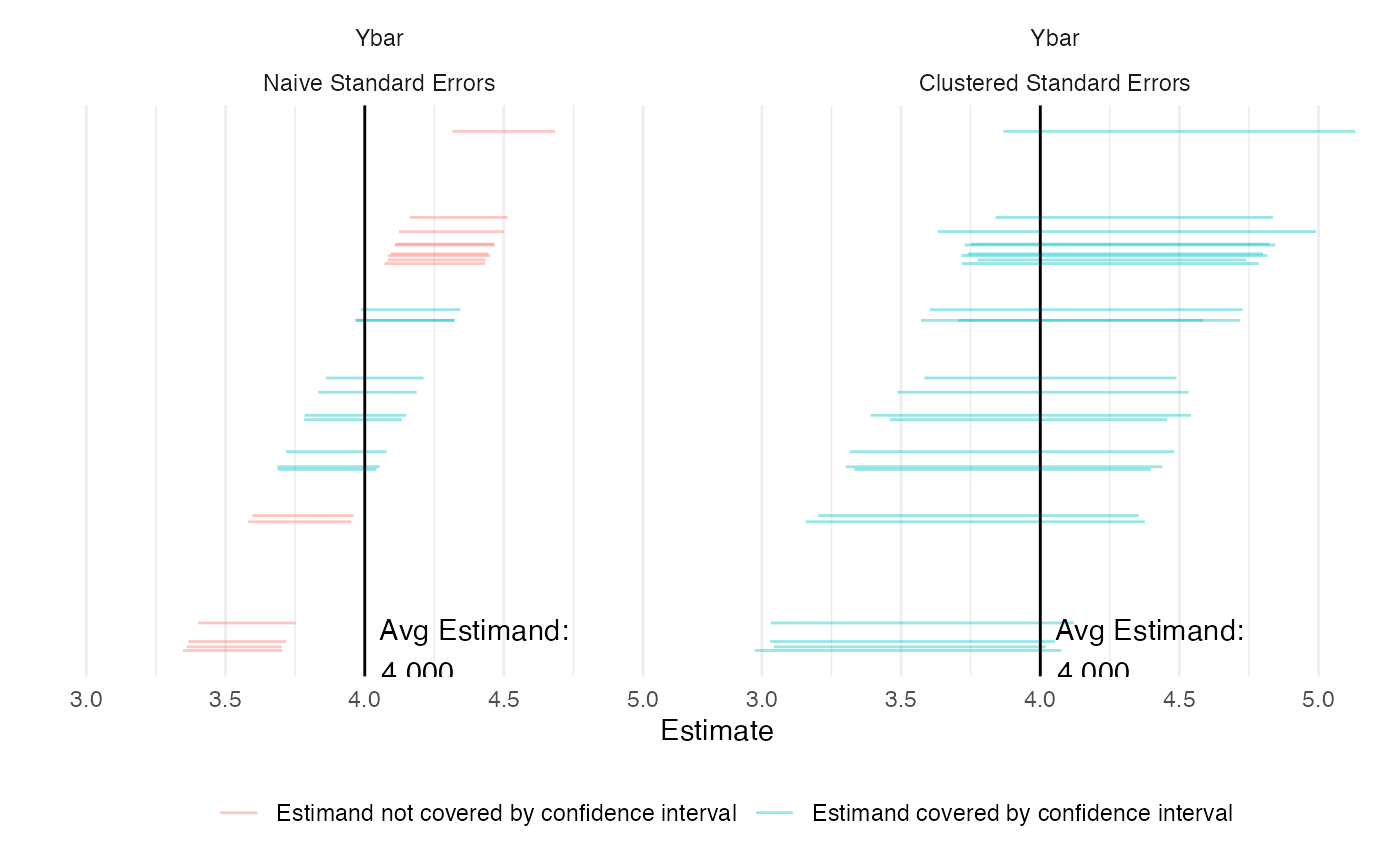 Ybar
Ybar
Naive Standard Errors
Clustered Standard Errors
Avg Estimand:
4.000
Avg Estimand:
4.000
3.0 3.5 4.0 4.5 5.0
3.0 3.5 4.0 4.5 5.0
Estimate
Estimand not covered by confidence interval
Estimand covered by confidence interval